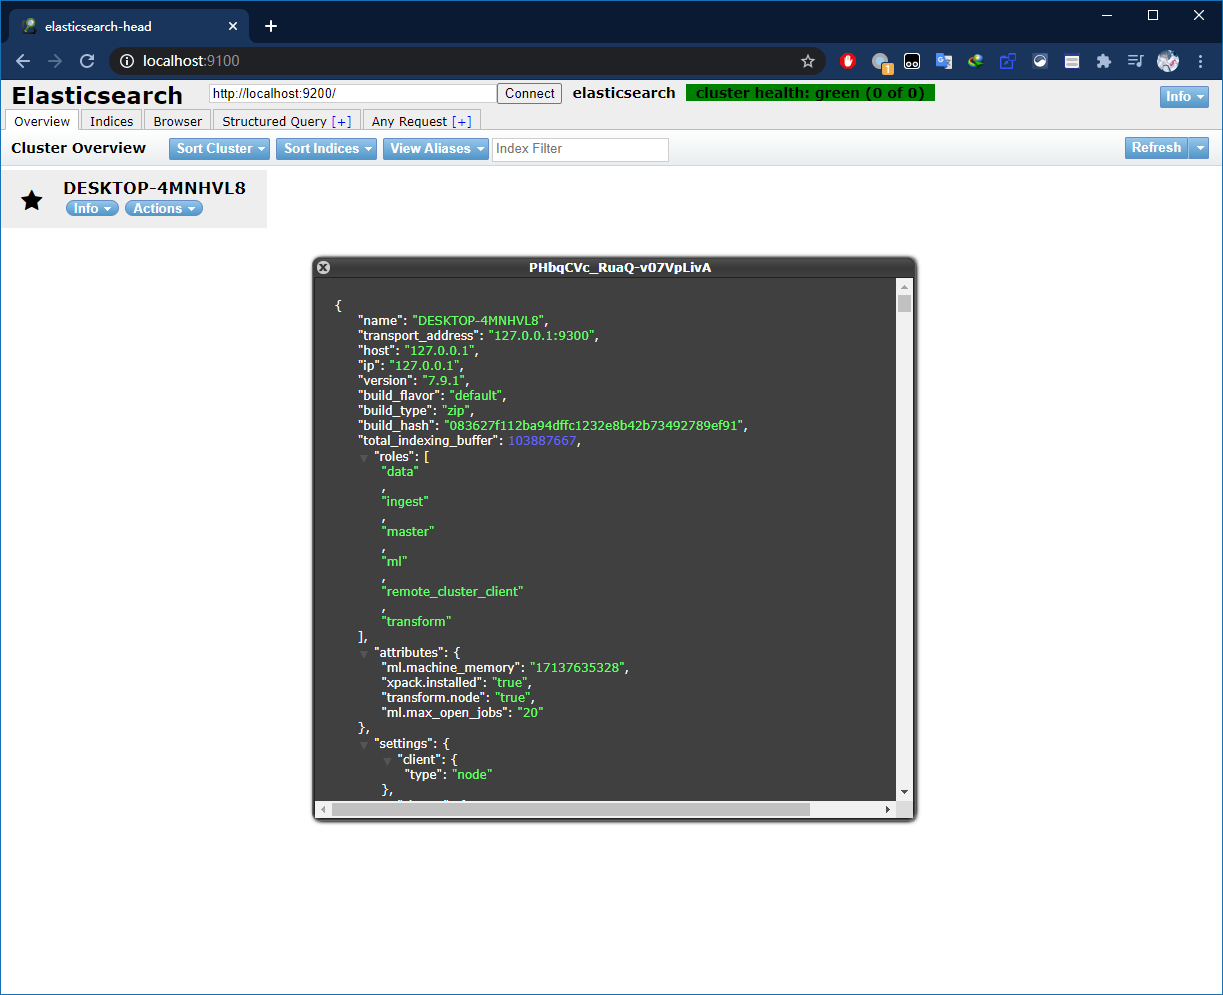 elasticsearch-head
localhost:9100
1
Elasticsearch http://localhost:9200/ Connect elasticsearch cluster health: green (0 of 0) Info
Overview Indices Browser Structured Query [+] Any Request [+]
Cluster Overview Sort Cluster Sort Indices View Aliases Index Filter Refresh
DESKTOP-4MNHVL8
Info Actions
PHbqCVc_RuaQ-v07VpLivA
{
"name": "DESKTOP-4MNHVL8",
"transport_address": "127.0.0.1:9300",
"host": "127.0.0.1",
"ip": "127.0.0.1",
"version": "7.9.1",
"build_flavor": "default",
"build_type": "zip",
"build_hash": "083627f112ba94dffc1232e8b42b73492789ef91",
"total_indexing_buffer": 103887667,
"roles": [
"data"
,
"ingest"
,
"master"
,
"ml"
,
"remote_cluster_client"
,
"transform"
],
"attributes": {
"ml.machine_memory": "17137635328",
"xpack.installed": "true",
"transform.node": "true",
"ml.max_open_jobs": "20"
},
"settings": {
"client": {
"type": "node"
},